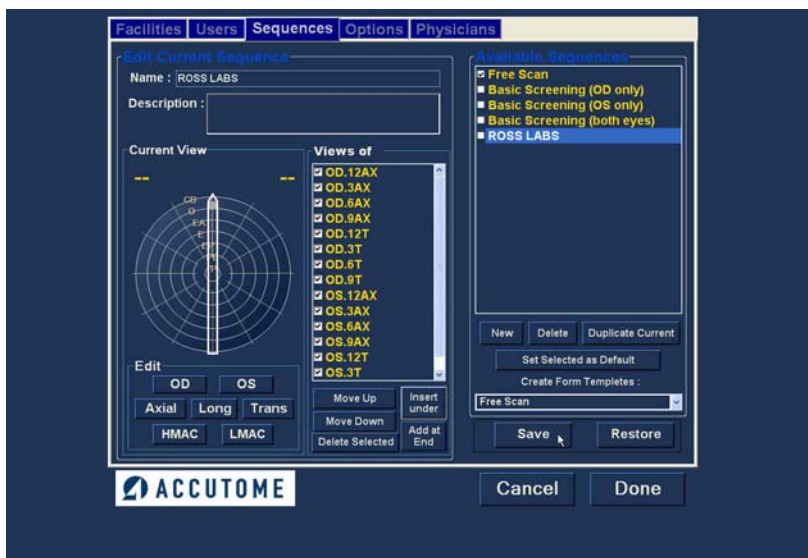 Facilities Users Sequences Options Physicians
Edit Current Sequence
Name : ROSS LABS
Description :
Current View
-- --
CD
O
EA
E
EP
PE
P
Views of
OD.12AX
OD.3AX
OD.6AX
OD.9AX
OD.12T
OD.3T
OD.6T
OD.9T
OS.12AX
OS.3AX
OS.6AX
OS.9AX
OS.12T
OS.3T
Edit
OD OS
Axial Long Trans
HMAC LMAC
Move Up
Move Down
Delete Selected
Insert under
Add at End
Available Sequences
Free Scan
Basic Screening (OD only)
Basic Screening (OS only)
Basic Screening (both eyes)
ROSS LABS
New Delete Duplicate Current
Set Selected as Default
Create Form Templetes :
Free Scan
Save Restore
ACCUTOME
Cancel Done